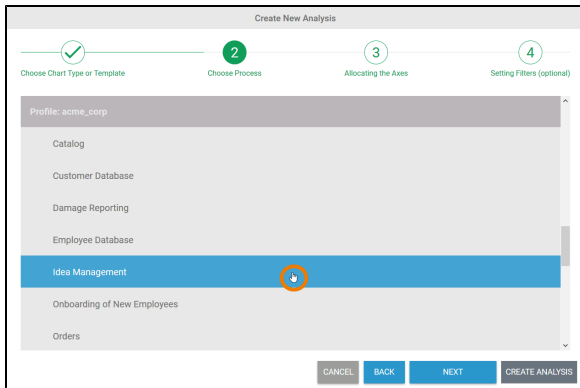 Create New Analysis
2
3
4
Choose Chart Type or Template
Choose Process
Allocating the Axes
Setting Filters (optional)
Profile: acme_corp
Catalog
Customer Database
Damage Reporting
Employee Database
Idea Management
Onboarding of New Employees
Orders
CANCEL
BACK
NEXT
CREATE ANALYSIS